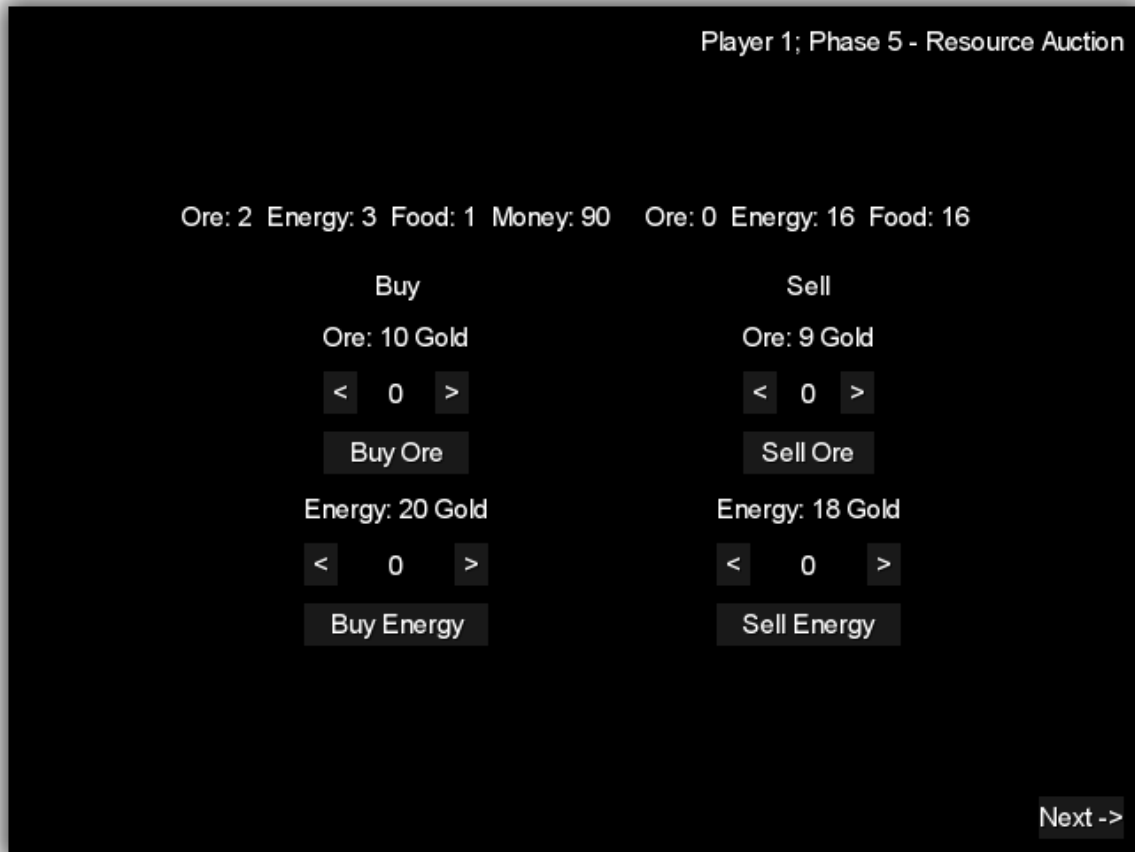 Player 1; Phase 5 - Resource Auction
Ore: 2 Energy: 3 Food: 1 Money: 90 Ore: 0 Energy: 16 Food: 16
Buy Sell
Ore: 10 Gold Ore: 9 Gold
< 0 > < 0 >
Buy Ore Sell Ore
Energy: 20 Gold Energy: 18 Gold
< 0 > < 0 >
Buy Energy Sell Energy
Next ->